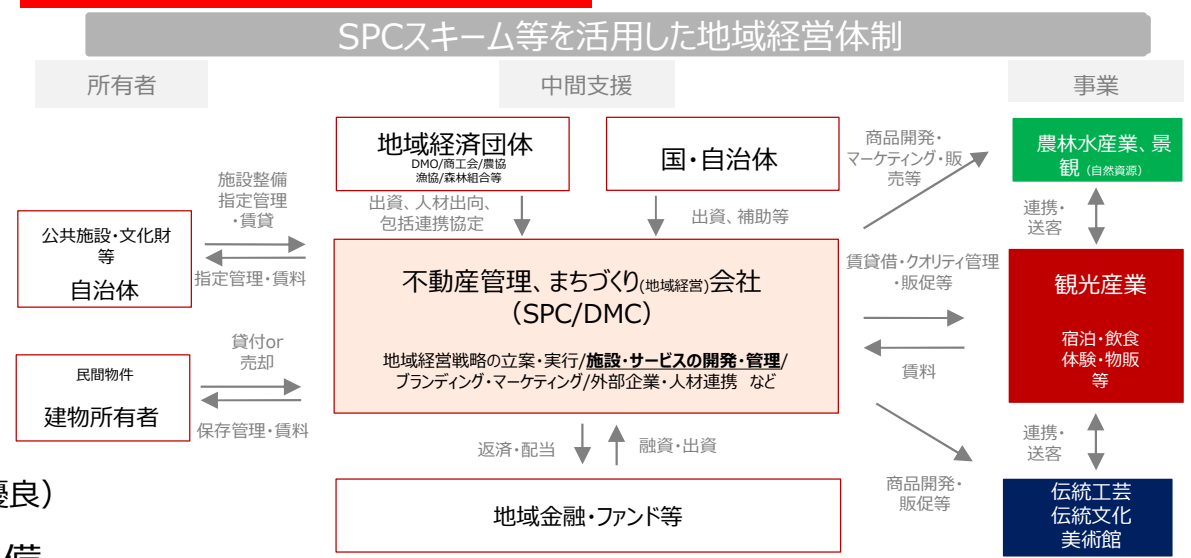 SPCスキーム等を活用した地域経営体制
所有者
中間支援
事業
地域経済団体
DMO/商工会/農協
漁協/森林組合等
国・自治体
商品開発・
マーケティング・販
売等
農林水産業、景
観（自然資源）
施設整備
指定管理
・賃貸
出資、人材出向、
包括連携協定
出資、補助等
連携・
送客
公共施設・文化財
等
自治体
指定管理・賃料
不動産管理、まちづくり(地域経営)会社
（SPC/DMC）
地域経営戦略の立案・実行/施設・サービスの開発・管理/
ブランディング・マーケティング/外部企業・人材連携 など
賃貸借・クオリティ管理
・販促等
賃料
観光産業
宿泊・飲食
体験・物販
等
貸付or
売却
民間物件
建物所有者
保存管理・賃料
返済・配当
融資・出資
連携・
送客
商品開発・
販促等
地域金融・ファンド等
伝統工芸
伝統文化
美術館
優良）
備